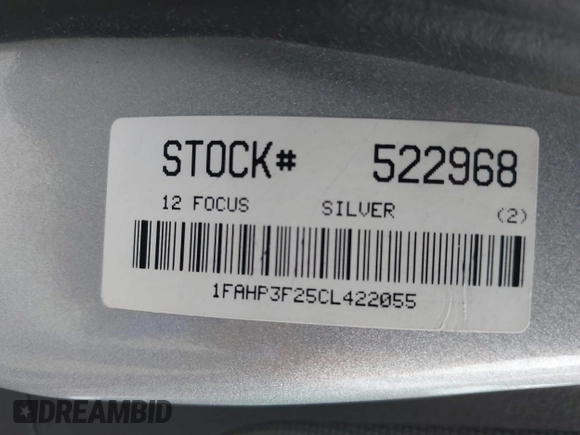 STOCK# 522968
12 FOCUS SILVER (2)
1FAHP3F25CL422055
DREAMBID